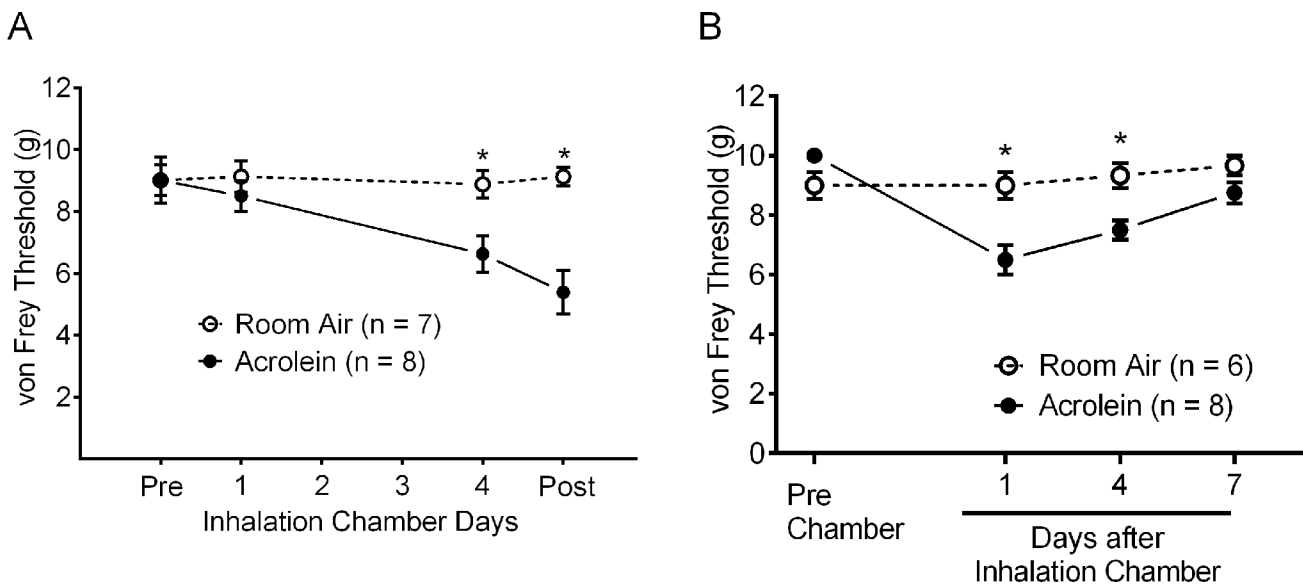 A
von Frey Threshold (g)
12
10
8
6
4
2
* *
Room Air (n = 7)
Acrolein (n = 8)
Pre 1 2 3 4 Post
Inhalation Chamber Days
B
von Frey Threshold (g)
12
10
8
6
4
2
0
* *
Room Air (n = 6)
Acrolein (n = 8)
Pre
Chamber
1 4 7
Days after
Inhalation Chamber